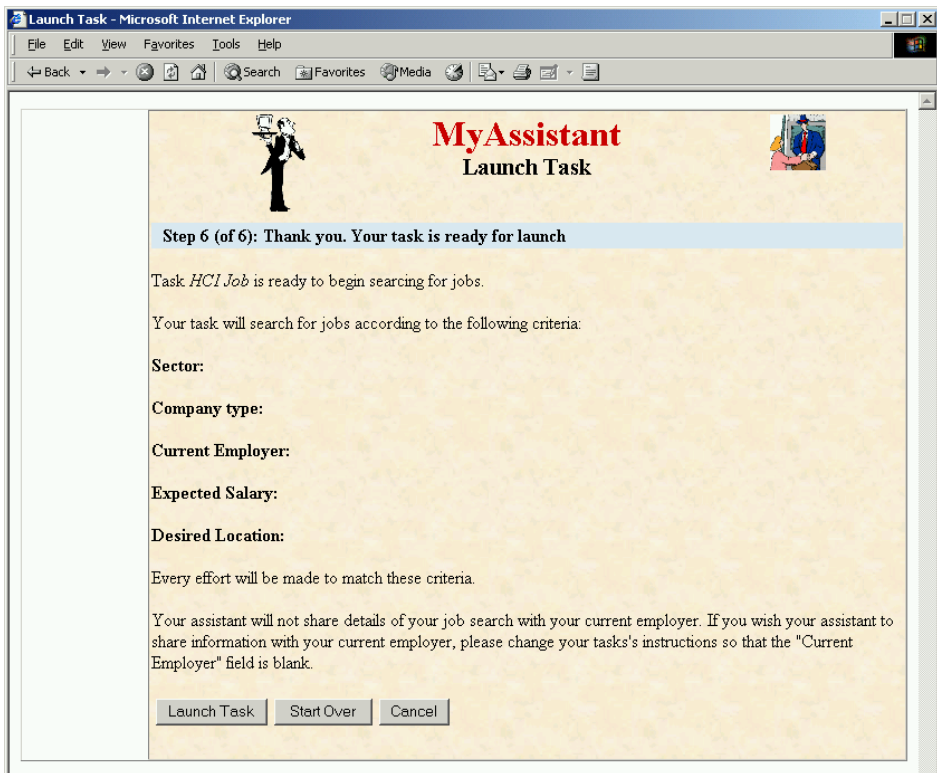 Launch Task - Microsoft Internet Explorer
File Edit View Favorites Tools Help
Back Search Favorites Media
MyAssistant
Launch Task
Step 6 (of 6): Thank you. Your task is ready for launch
Task HCI Job is ready to begin searcing for jobs.
Your task will search for jobs according to the following criteria:
Sector:
Company type:
Current Employer:
Expected Salary:
Desired Location:
Every effort will be made to match these criteria.
Your assistant will not share details of your job search with your current employer. If you wish your assistant to
share information with your current employer, please change your tasks's instructions so that the "Current
Employer" field is blank.
Launch Task Start Over Cancel